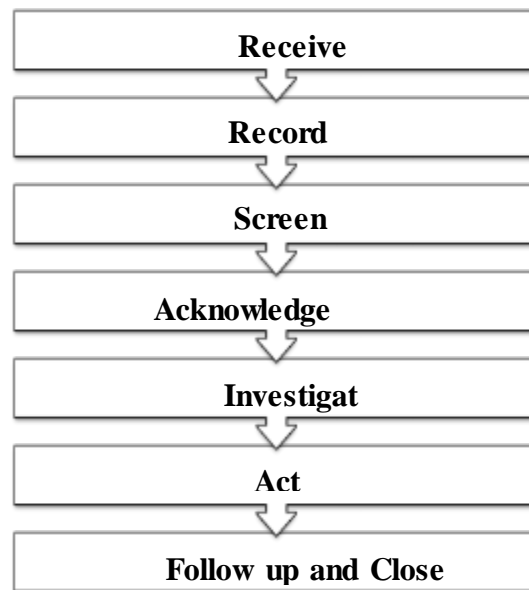 Receive
Record
Screen
Acknowledge
Investigat
Act
Follow up and Close